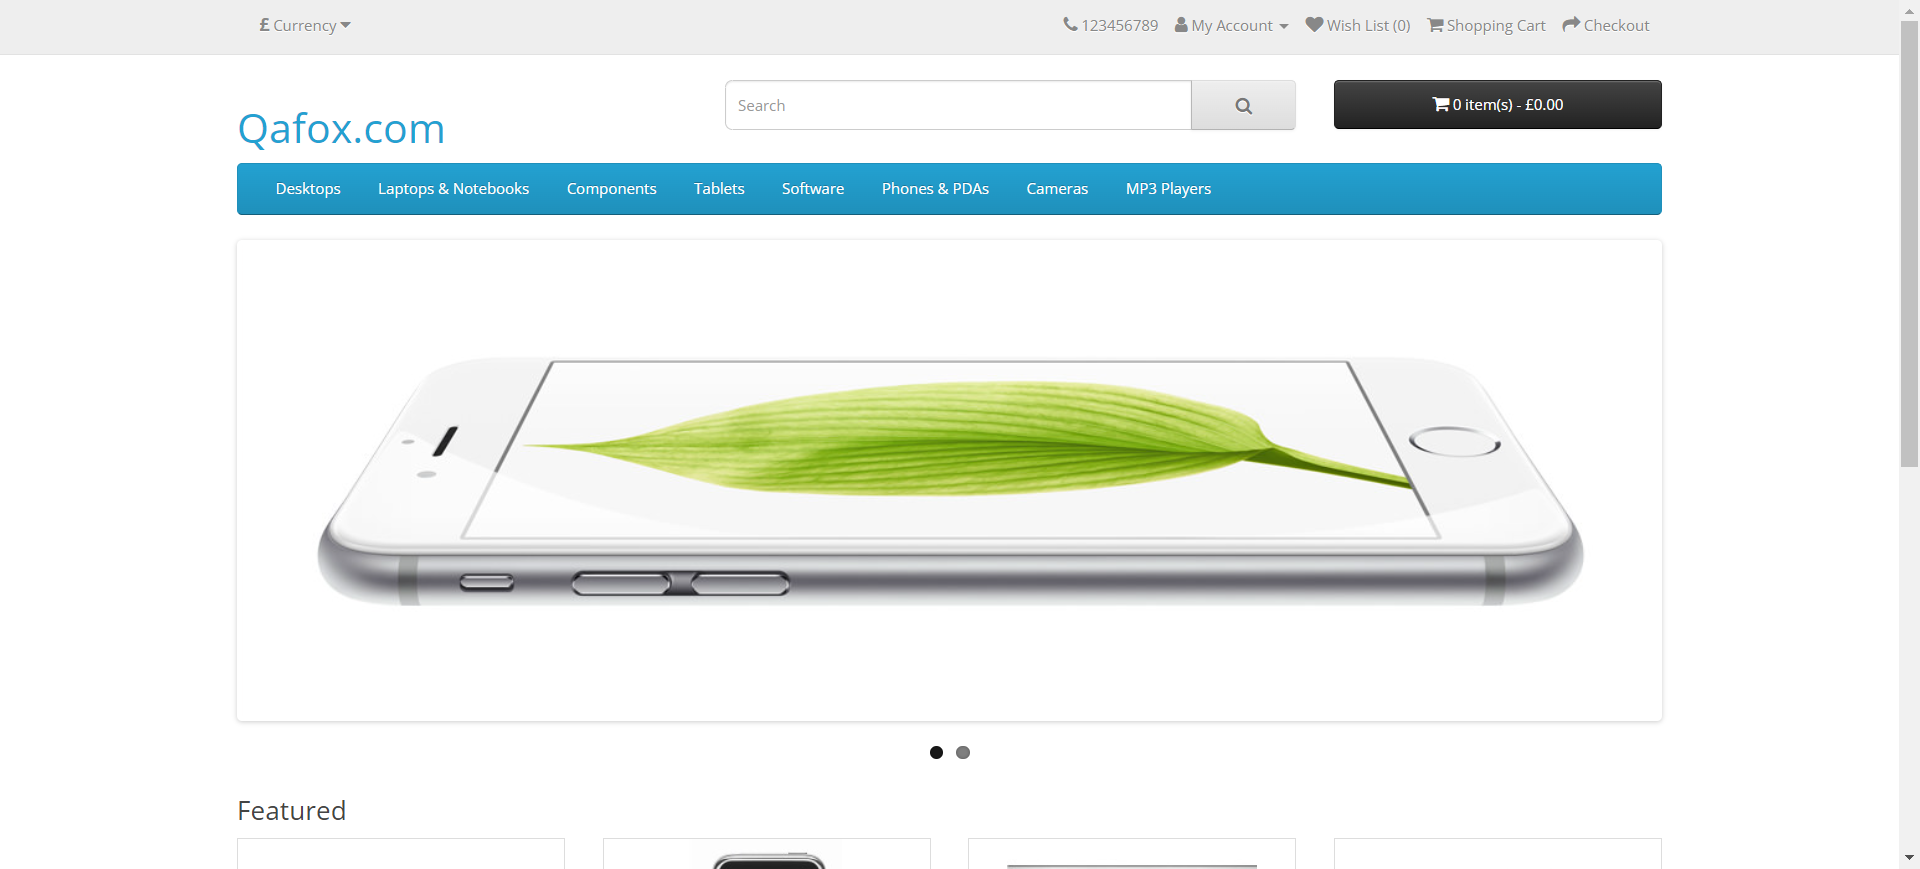 £ Currency
123456789 My Account Wish List (0) Shopping Cart Checkout
Search
0 item(s) - £0.00
Qafox.com
Desktops Laptops & Notebooks Components Tablets Software Phones & PDAs Cameras MP3 Players
Featured